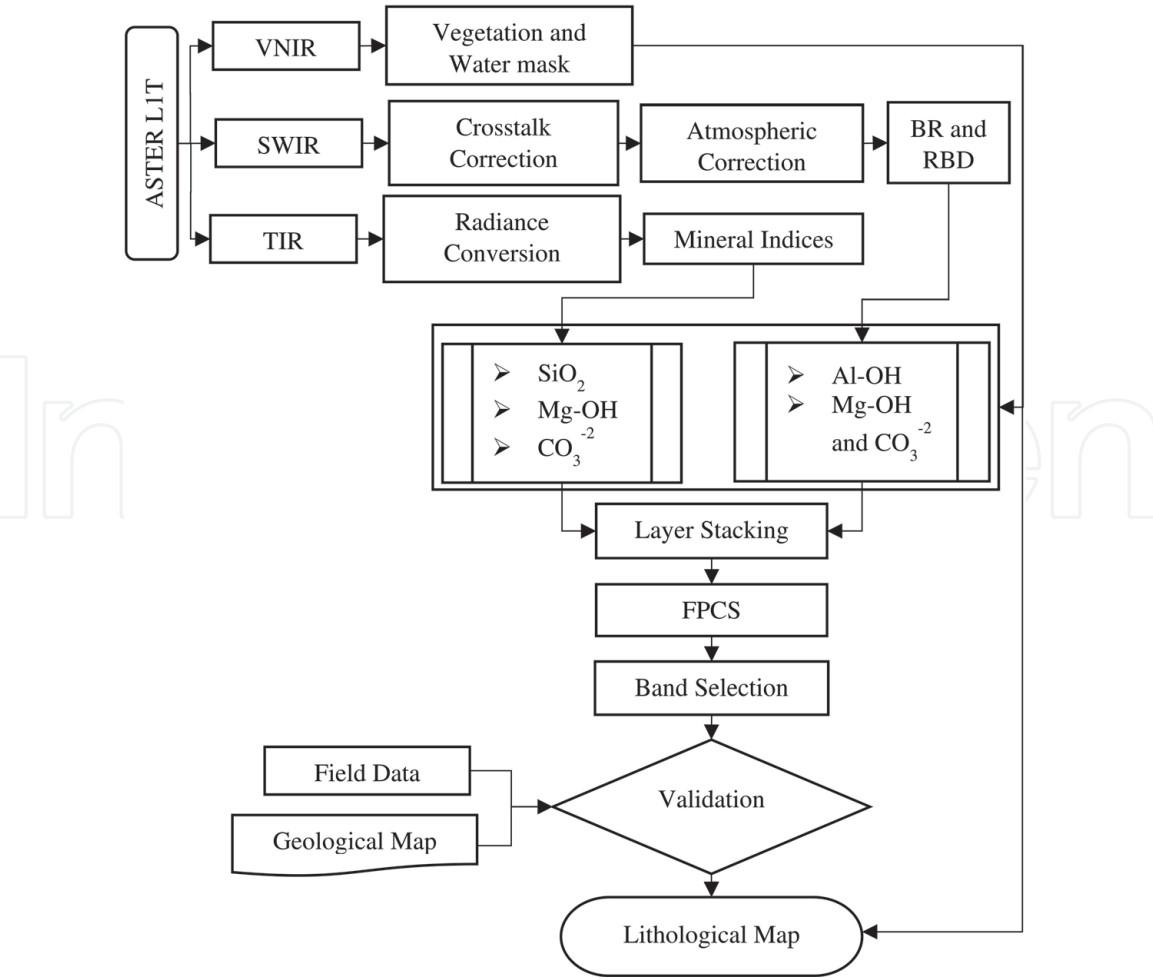 ASTER L1T
VNIR
Vegetation and
Water mask
SWIR
Crosstalk
Correction
Atmospheric
Correction
BR and
RBD
TIR
Radiance
Conversion
Mineral Indices
➢ SiO₂
➢ Mg-OH
➢ CO₃⁻²
➢ Al-OH
➢ Mg-OH
and CO₃⁻²
Layer Stacking
FPCS
Band Selection
Field Data
Geological Map
Validation
Lithological Map